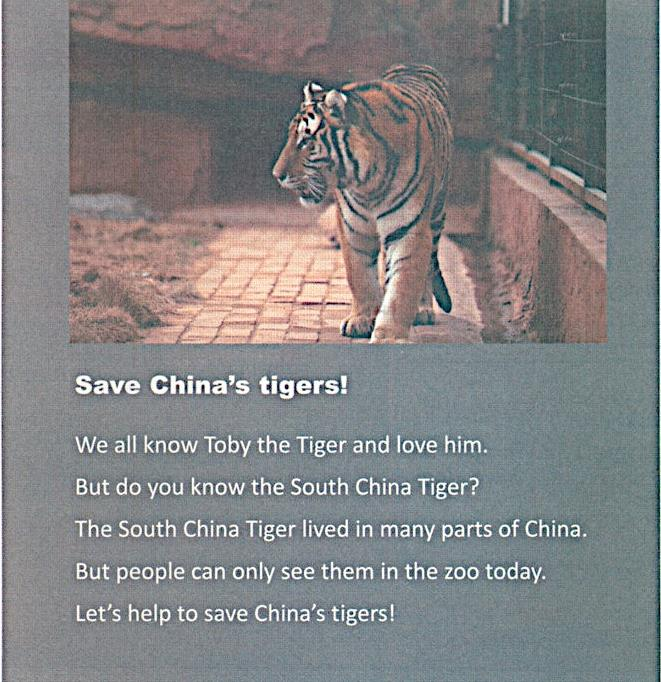 Save China's tigers!
We all know Toby the Tiger and love him.
But do you know the South China Tiger?
The South China Tiger lived in many parts of China.
But people can only see them in the zoo today.
Let's help to save China's tigers!